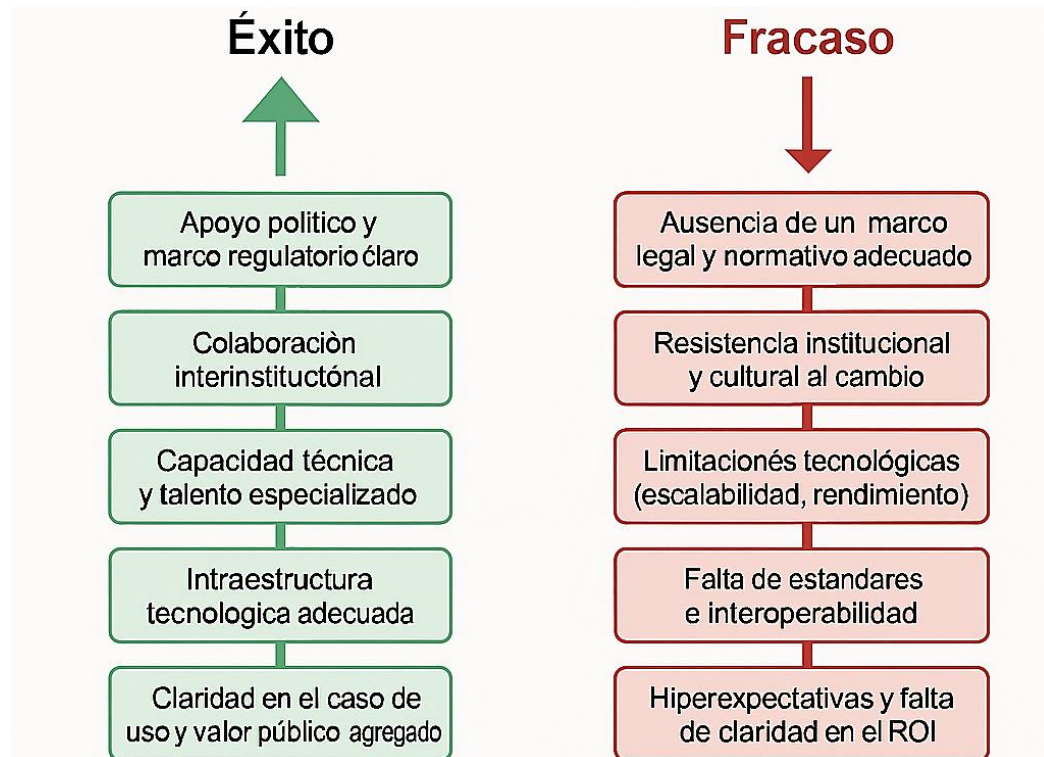 Éxito
Apoyo politico y
marco regulatorio ćlaro
Colaboraciòn
interinstituctónal
Capacidad técnica
y talento especializado
Intraestructura
tecnologica adecuada
Claridad en el caso de
uso y valor público agregado
Fracaso
Ausencia de un marco
legal y normativo adecuado
Resistencla institucional
y cultural al cambio
Limitacionés tecnológicas
(escalabilidad, rendimiento)
Falta de estandares
e interoperabilidad
Hiperexpectativas y falta
de claridad en el ROI